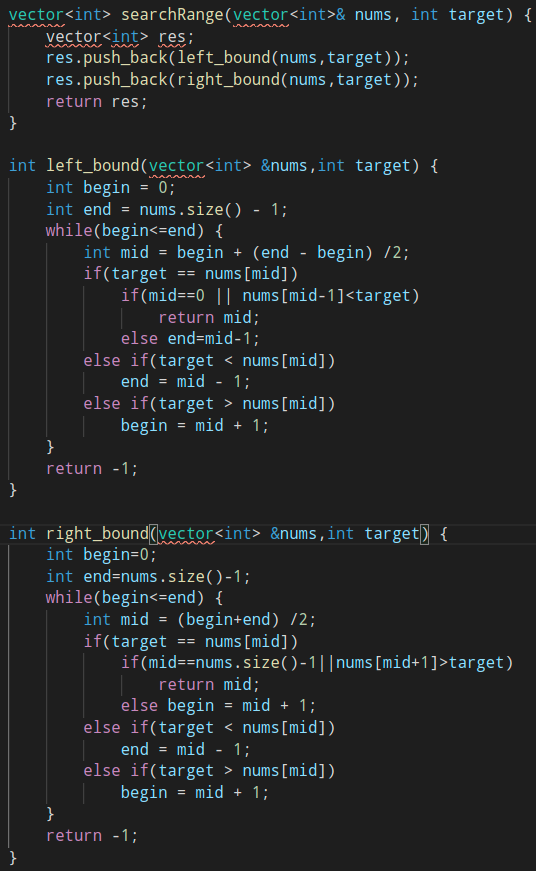 vector<int> searchRange(vector<int>& nums, int target) {
    vector<int> res;
    res.push_back(left_bound(nums,target));
    res.push_back(right_bound(nums,target));
    return res;
}

int left_bound(vector<int> &nums,int target) {
    int begin = 0;
    int end = nums.size() - 1;
    while(begin<=end) {
        int mid = begin + (end - begin) /2;
        if(target == nums[mid])
            if(mid==0 || nums[mid-1]<target)
                return mid;
            else end=mid-1;
        else if(target < nums[mid])
            end = mid - 1;
        else if(target > nums[mid])
            begin = mid + 1;
    }
    return -1;
}

int right_bound(vector<int> &nums,int target) {
    int begin=0;
    int end=nums.size()-1;
    while(begin<=end) {
        int mid = (begin+end) /2;
        if(target == nums[mid])
            if(mid==nums.size()-1||nums[mid+1]>target)
                return mid;
            else begin = mid + 1;
        else if(target < nums[mid])
            end = mid - 1;
        else if(target > nums[mid])
            begin = mid + 1;
    }
    return -1;
}